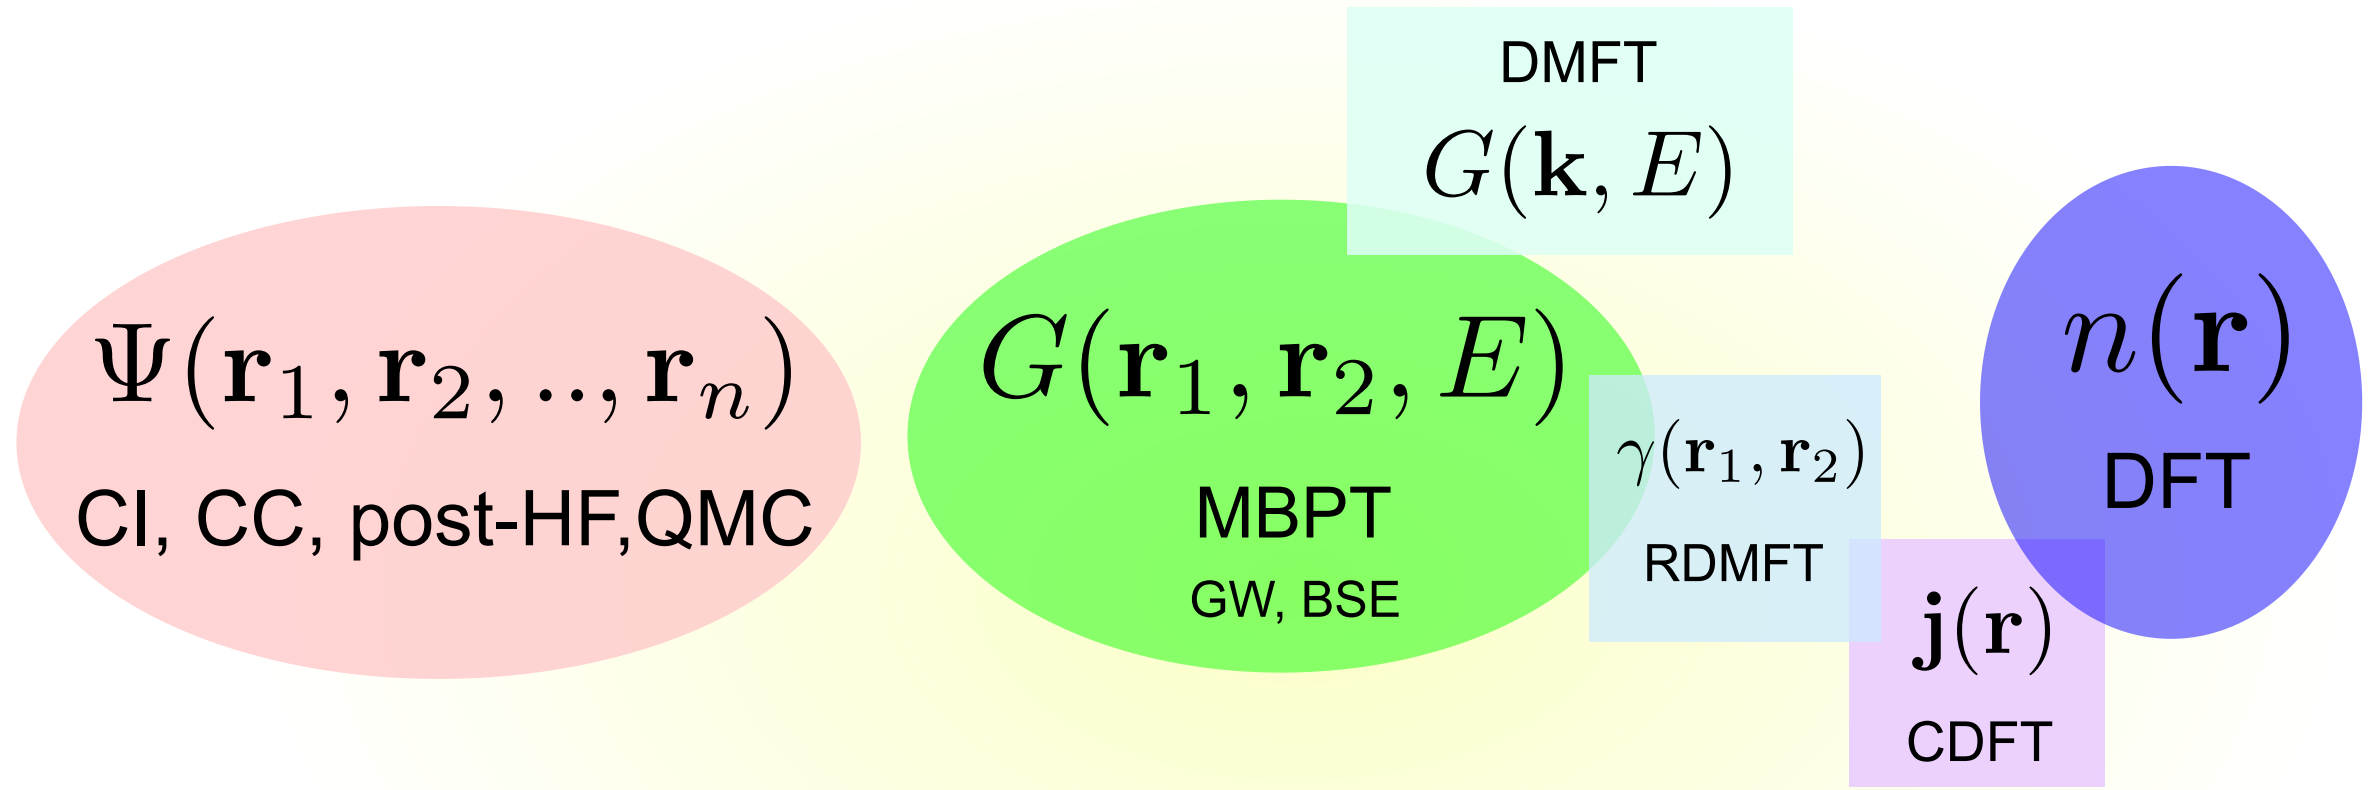 Ψ(r₁, r₂, .., rₙ)
CI, CC, post-HF,QMC
G(r₁, r₂, E)
MBPT
GW, BSE
DMFT
G(k, E)
γ(r₁, r₂)
RDMFT
j(r)
CDFT
n(r)
DFT